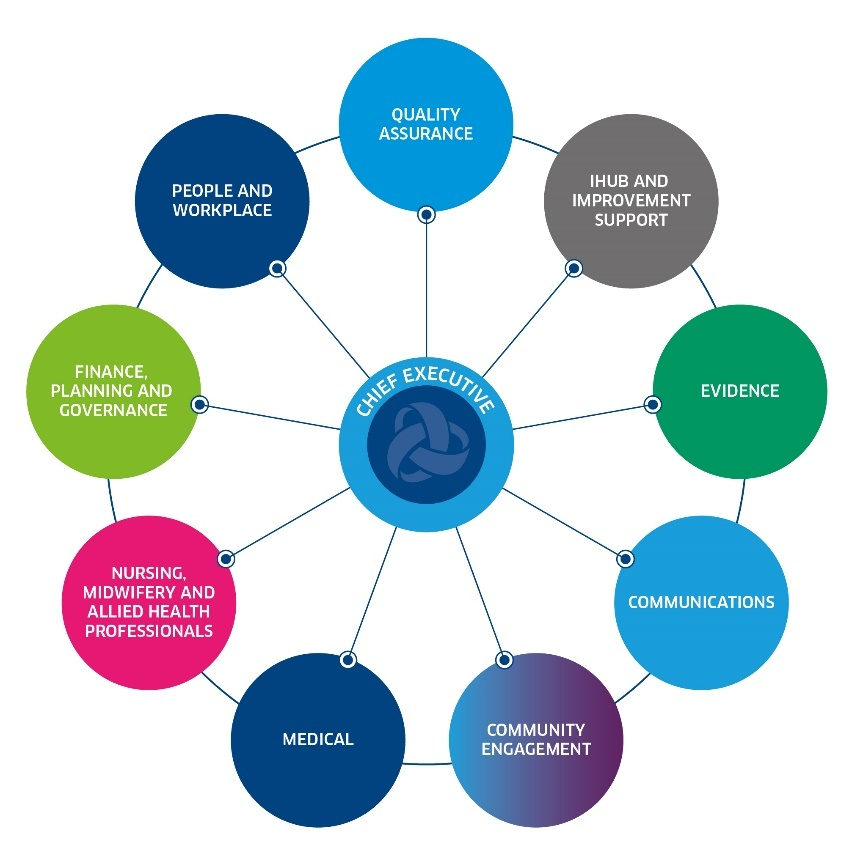 QUALITY
ASSURANCE
IHUB AND
IMPROVEMENT
SUPPORT
EVIDENCE
COMMUNICATIONS
COMMUNITY
ENGAGEMENT
MEDICAL
NURSING,
MIDWIFERY AND
ALLIED HEALTH
PROFESSIONALS
FINANCE,
PLANNING AND
GOVERNANCE
PEOPLE AND
WORKPLACE
CHIEF EXECUTIVE